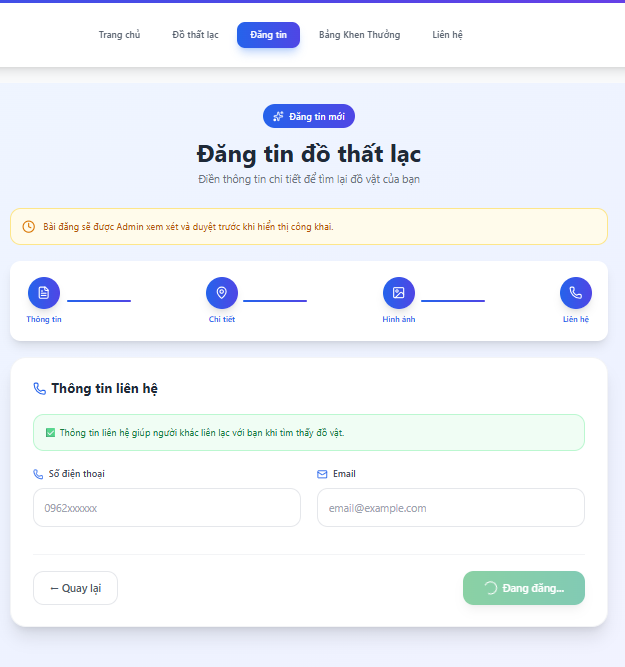 Trang chủ Đồ thất lạc Đăng tin Bảng Khen Thưởng Liên hệ
Đăng tin mới
Đăng tin đồ thất lạc
Điền thông tin chi tiết để tìm lại đồ vật của bạn
Bài đăng sẽ được Admin xem xét và duyệt trước khi hiển thị công khai.
Thông tin Chi tiết Hình ảnh Liên hệ
Thông tin liên hệ
✅ Thông tin liên hệ giúp người khác liên lạc với bạn khi tìm thấy đồ vật.
Số điện thoại Email
0962xxxxxx email@example.com
← Quay lại Đang đăng...